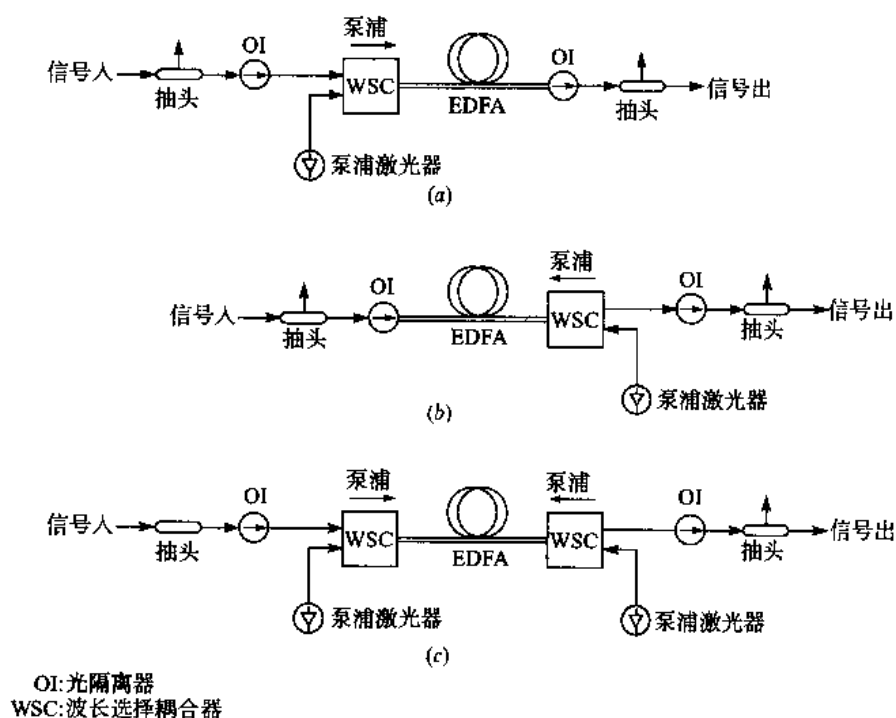 泵浦
OI
OI
信号人
WSC
信号出
抽头
EDFA
抽头
泵浦激光器
(a)
泵浦
OI
OI
信号人
WSC
信号出
抽头
EDFA
抽头
泵浦激光器
(b)
泵浦
泵浦
OI
OI
信号人
WSC
WSC
信号出
抽头
EDFA
抽头
泵浦激光器
泵浦激光器
(c)
OI:光隔离器
WSC:波长选择耦合器